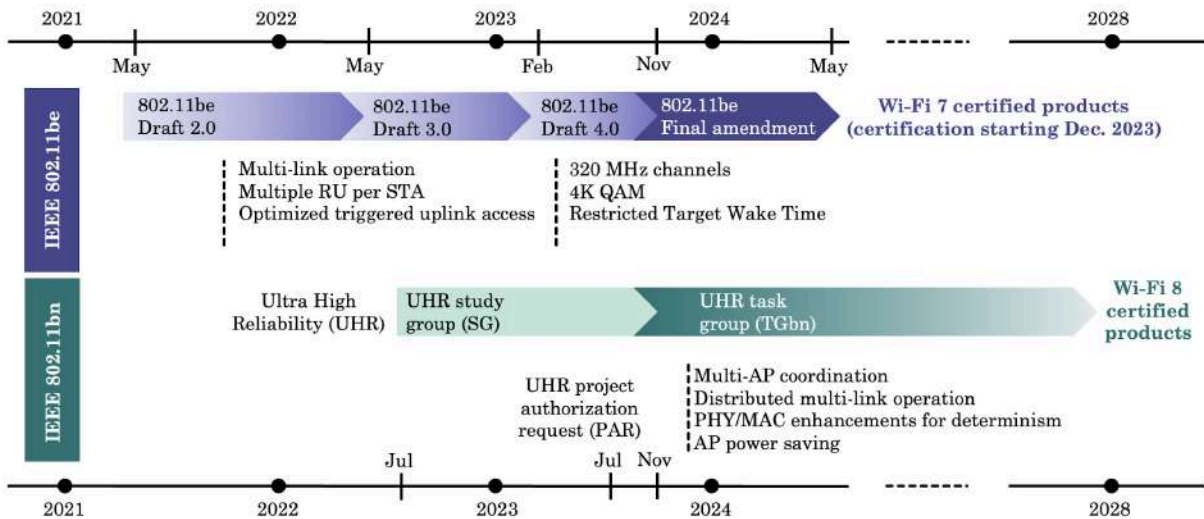 2021
2022
2023
2024
2028
May
May
Feb
Nov
May
IEEE 802.11be
802.11be
Draft 2.0
802.11be
Draft 3.0
802.11be
Draft 4.0
802.11be
Final amendment
Wi-Fi 7 certified products
(certification starting Dec. 2023)
Multi-link operation
Multiple RU per STA
Optimized triggered uplink access
320 MHz channels
4K QAM
Restricted Target Wake Time
IEEE 802.11bn
Ultra High
Reliability (UHR)
UHR study
group (SG)
UHR task
group (TGbn)
Wi-Fi 8
certified
products
UHR project
authorization
request (PAR)
Multi-AP coordination
Distributed multi-link operation
PHY/MAC enhancements for determinism
AP power saving
Jul
Jul
Nov
2021
2022
2023
2024
2028